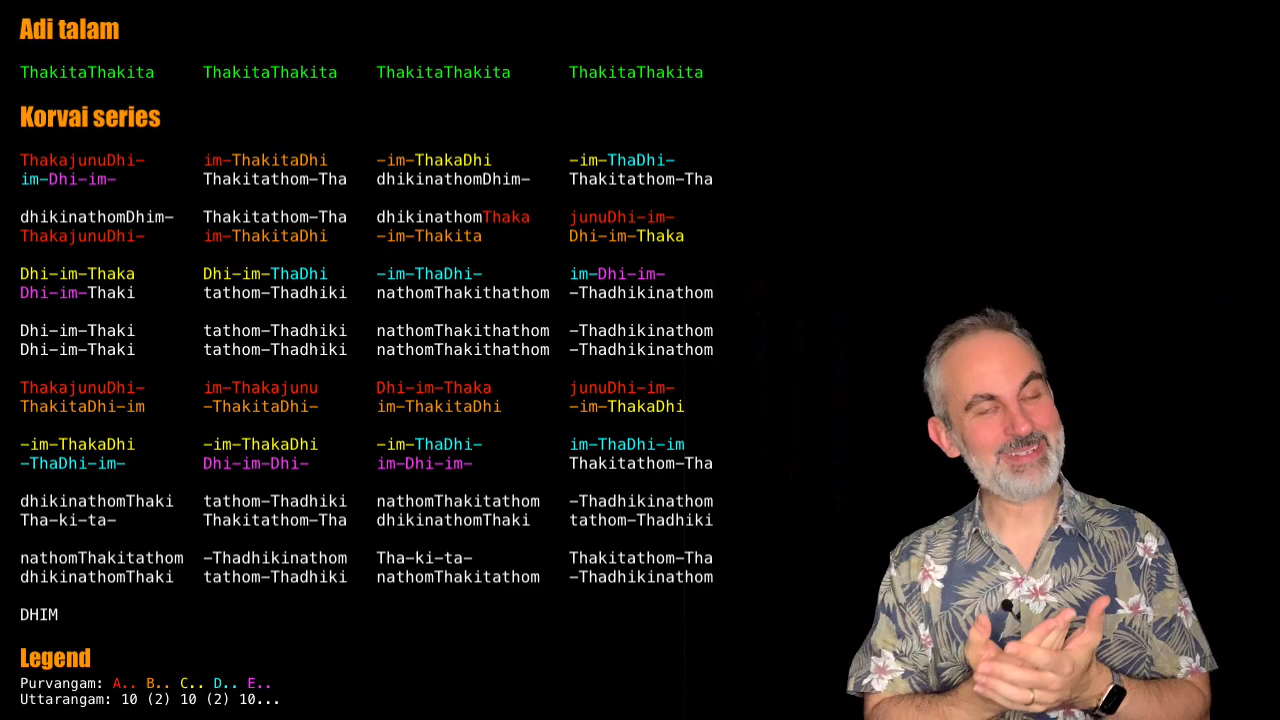 Adi talam
ThakitaThakita ThakitaThakita ThakitaThakita ThakitaThakita
Korvai series
ThakajunuDhi- im-ThakitaDhi -im-ThakaDhi -im-ThaDhi-
im-Dhi-im- Thakitathom-Tha dhikinathomDhim- Thakitathom-Tha
dhikinathomDhim- Thakitathom-Tha dhikinathomThaka junuDhi-im-
ThakajunuDhi- im-ThakitaDhi -im-Thakita Dhi-im-Thaka
Dhi-im-Thaka Dhi-im-ThaDhi -im-ThaDhi- im-Dhi-im-
Dhi-im-Thaki tathom-Thadhiki nathomThakithathom -Thadhikinathom
Dhi-im-Thaki tathom-Thadhiki nathomThakithathom -Thadhikinathom
Dhi-im-Thaki tathom-Thadhiki nathomThakithathom -Thadhikinathom
ThakajunuDhi- im-Thakajunu Dhi-im-Thaka junuDhi-im-
ThakitaDhi-im -ThakitaDhi- im-ThakitaDhi -im-ThakaDhi
-im-ThakaDhi -im-ThakaDhi -im-ThaDhi- im-ThaDhi-im
-ThaDhi-im- Dhi-im-Dhi- im-Dhi-im- Thakitathom-Tha
dhikinathomThaki tathom-Thadhiki nathomThakitathom -Thadhikinathom
Tha-ki-ta- Thakitathom-Tha dhikinathomThaki tathom-Thadhiki
nathomThakitathom -Thadhikinathom Tha-ki-ta- Thakitathom-Tha
dhikinathomThaki tathom-Thadhiki nathomThakitathom -Thadhikinathom
DHIM
Legend
Purvangam: A.. B.. C.. D.. E..
Uttarangam: 10 (2) 10 (2) 10...